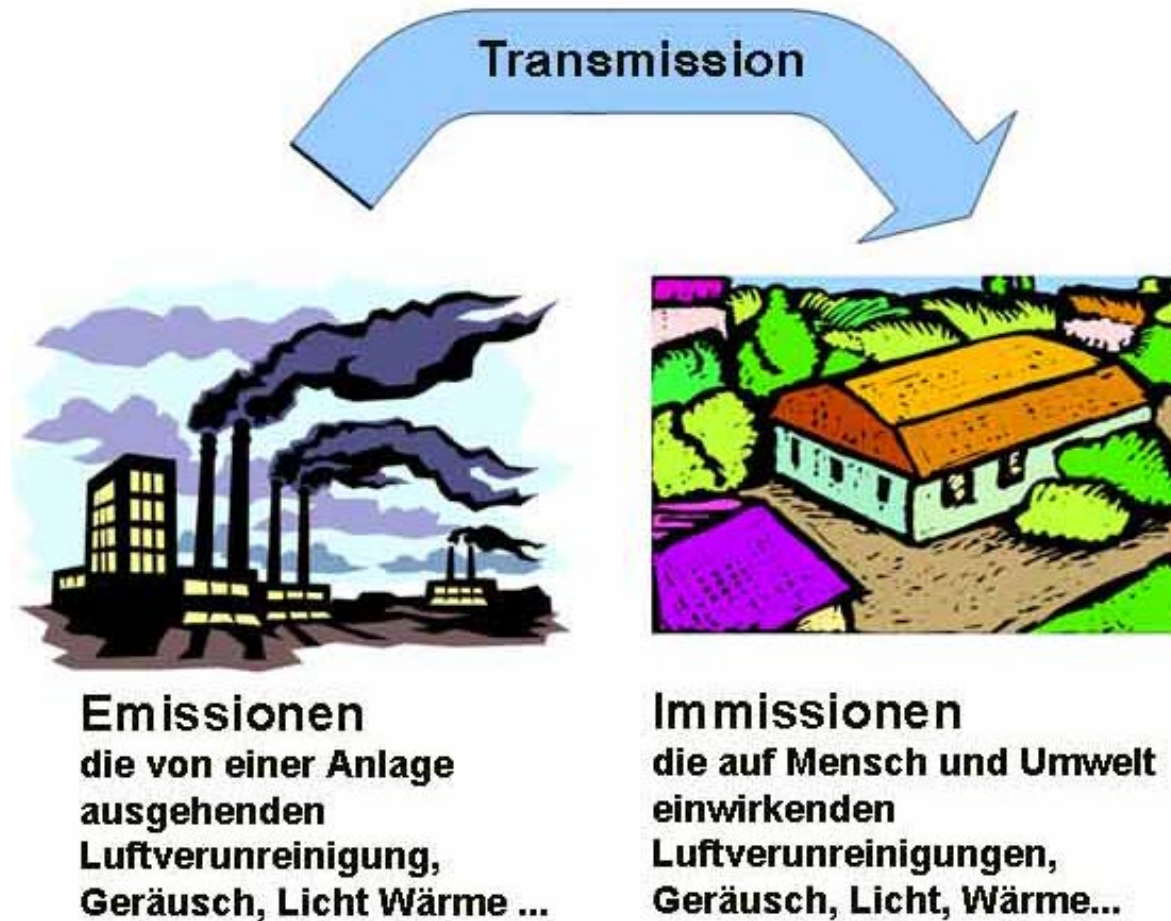 Transmission
Emissionen
die von einer Anlage
ausgehenden
Luftverunreinigung,
Geräusch, Licht Wärme ...
Immissionen
die auf Mensch und Umwelt
einwirkenden
Luftverunreinigungen,
Geräusch, Licht, Wärme...